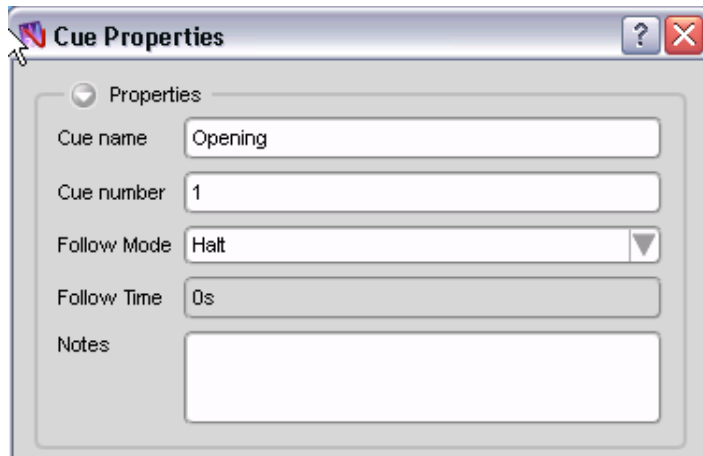 Cue Properties ?
Properties
Cue name Opening
Cue number 1
Follow Mode Halt
Follow Time 0s
Notes